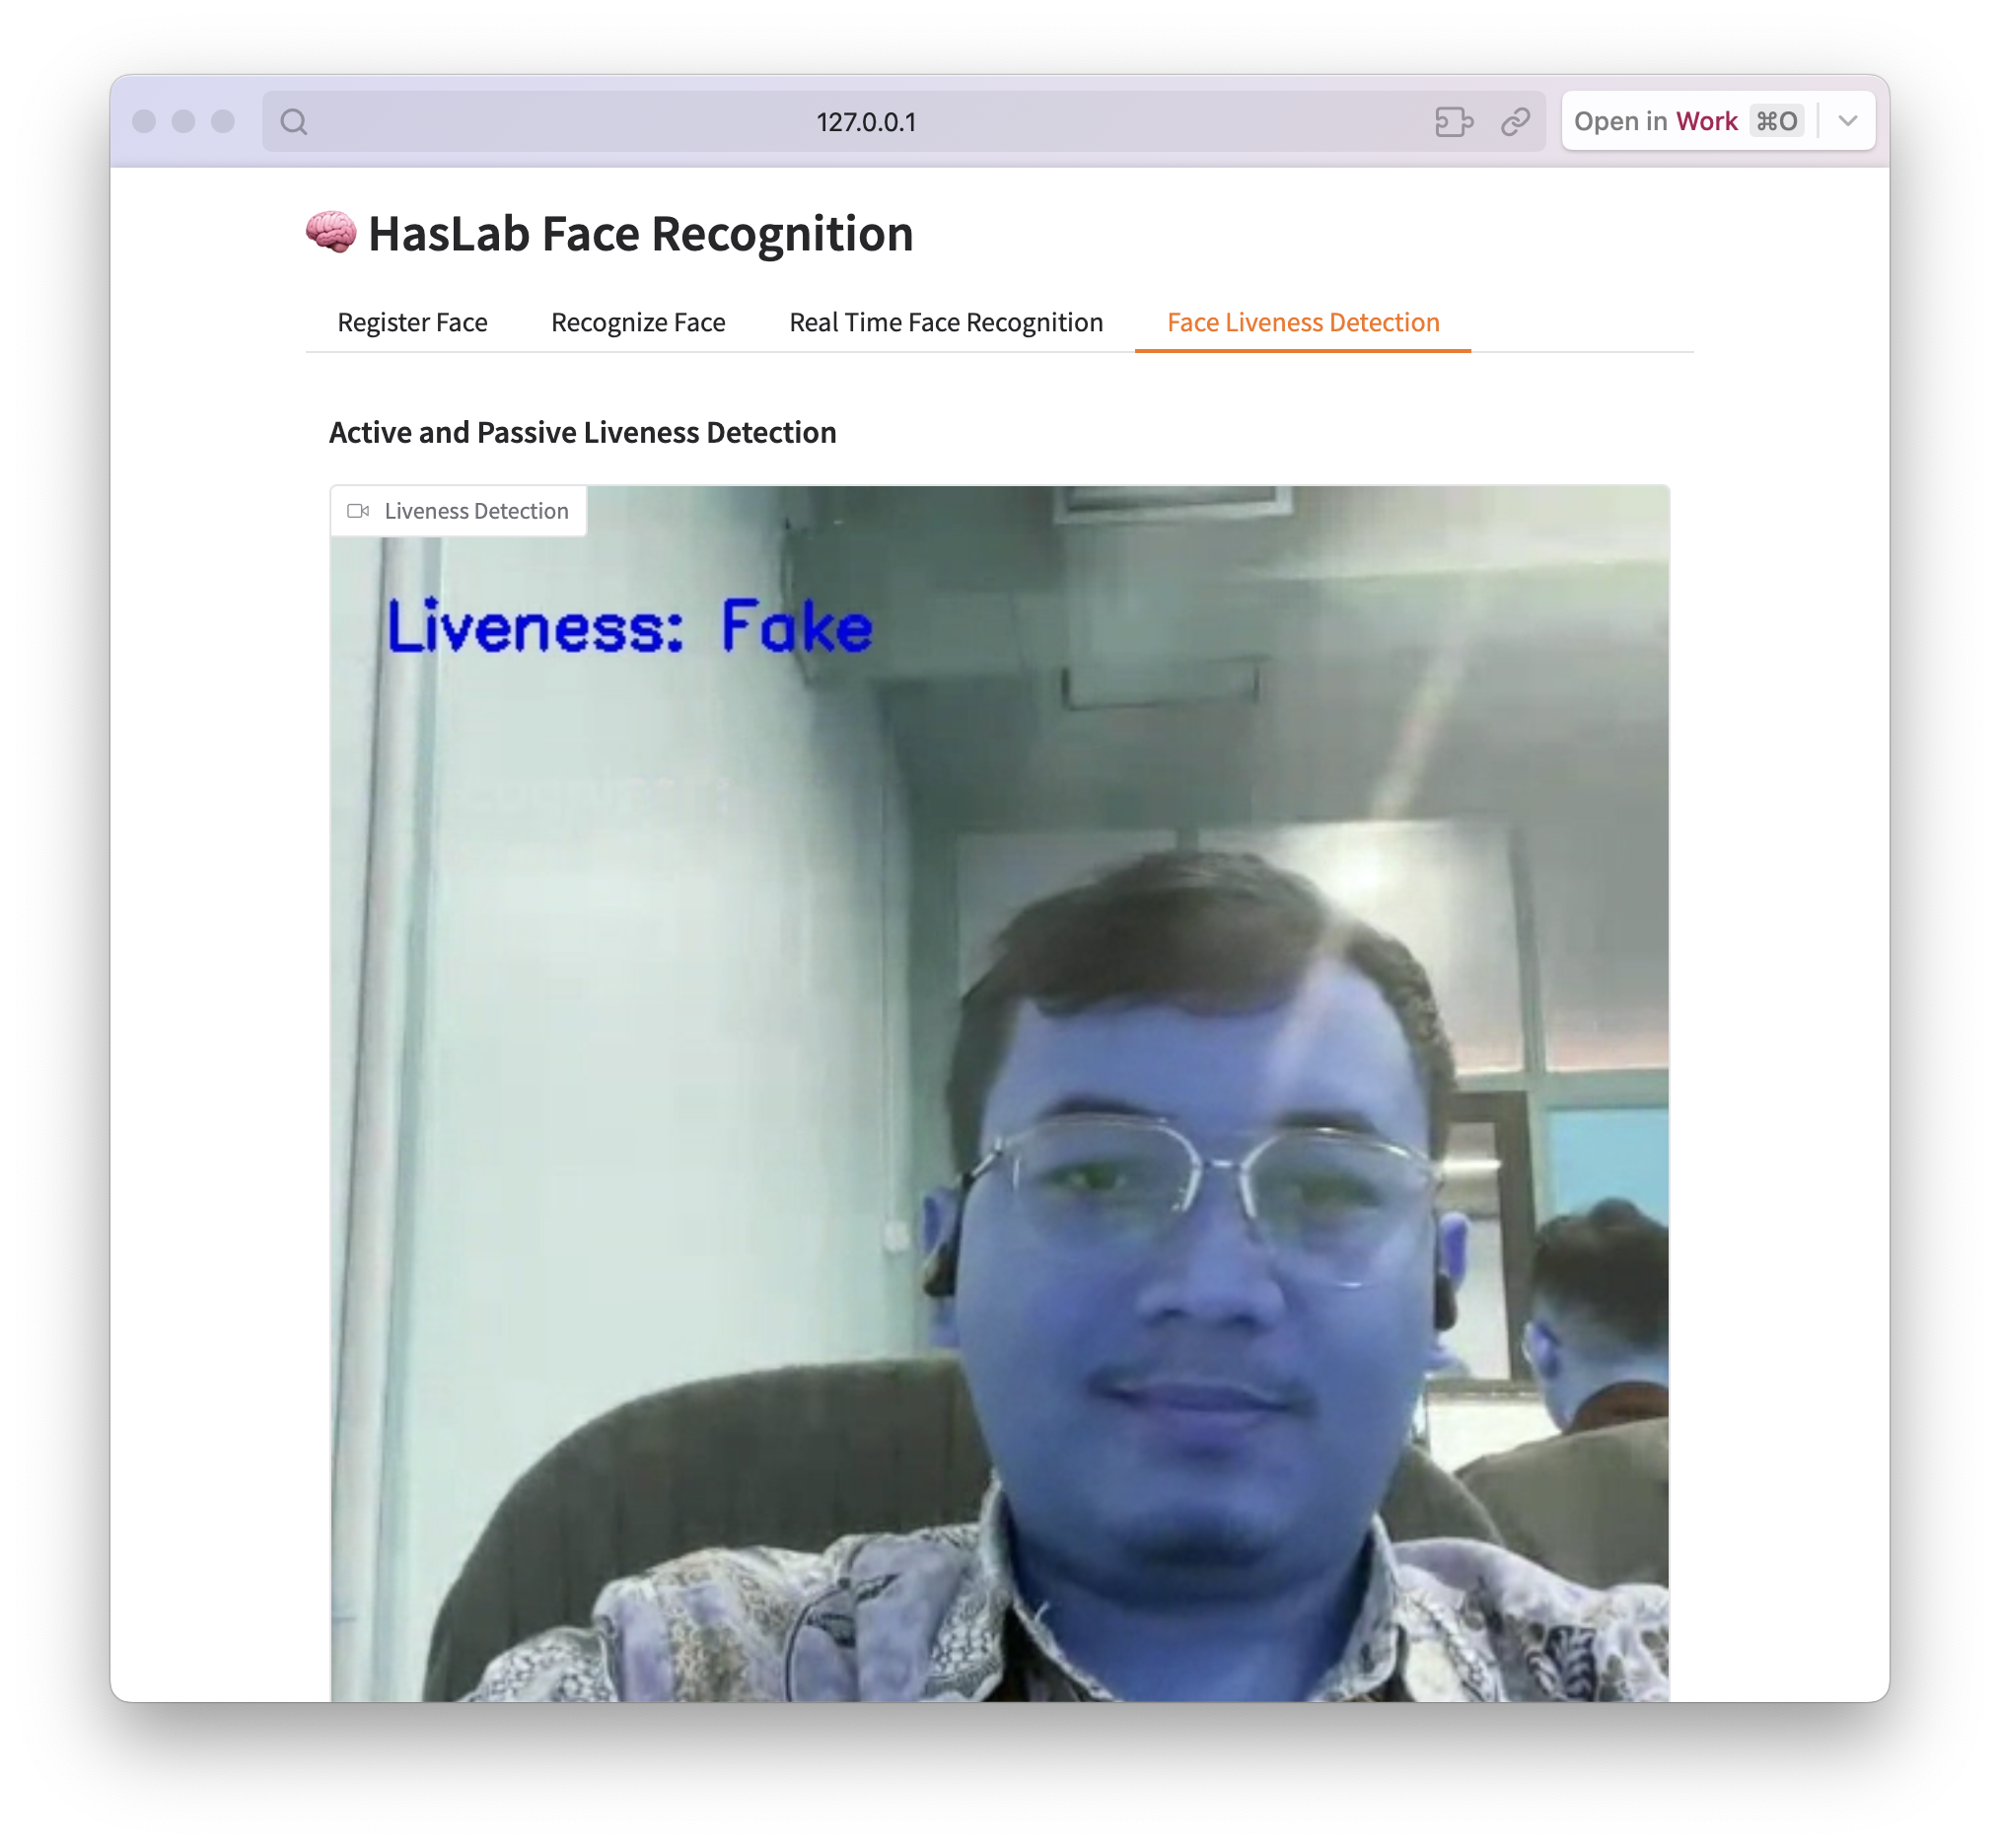 127.0.0.1
Open in Work ⌘O
🧠 HasLab Face Recognition
Register Face Recognize Face Real Time Face Recognition Face Liveness Detection
Active and Passive Liveness Detection
Liveness Detection
Liveness: Fake